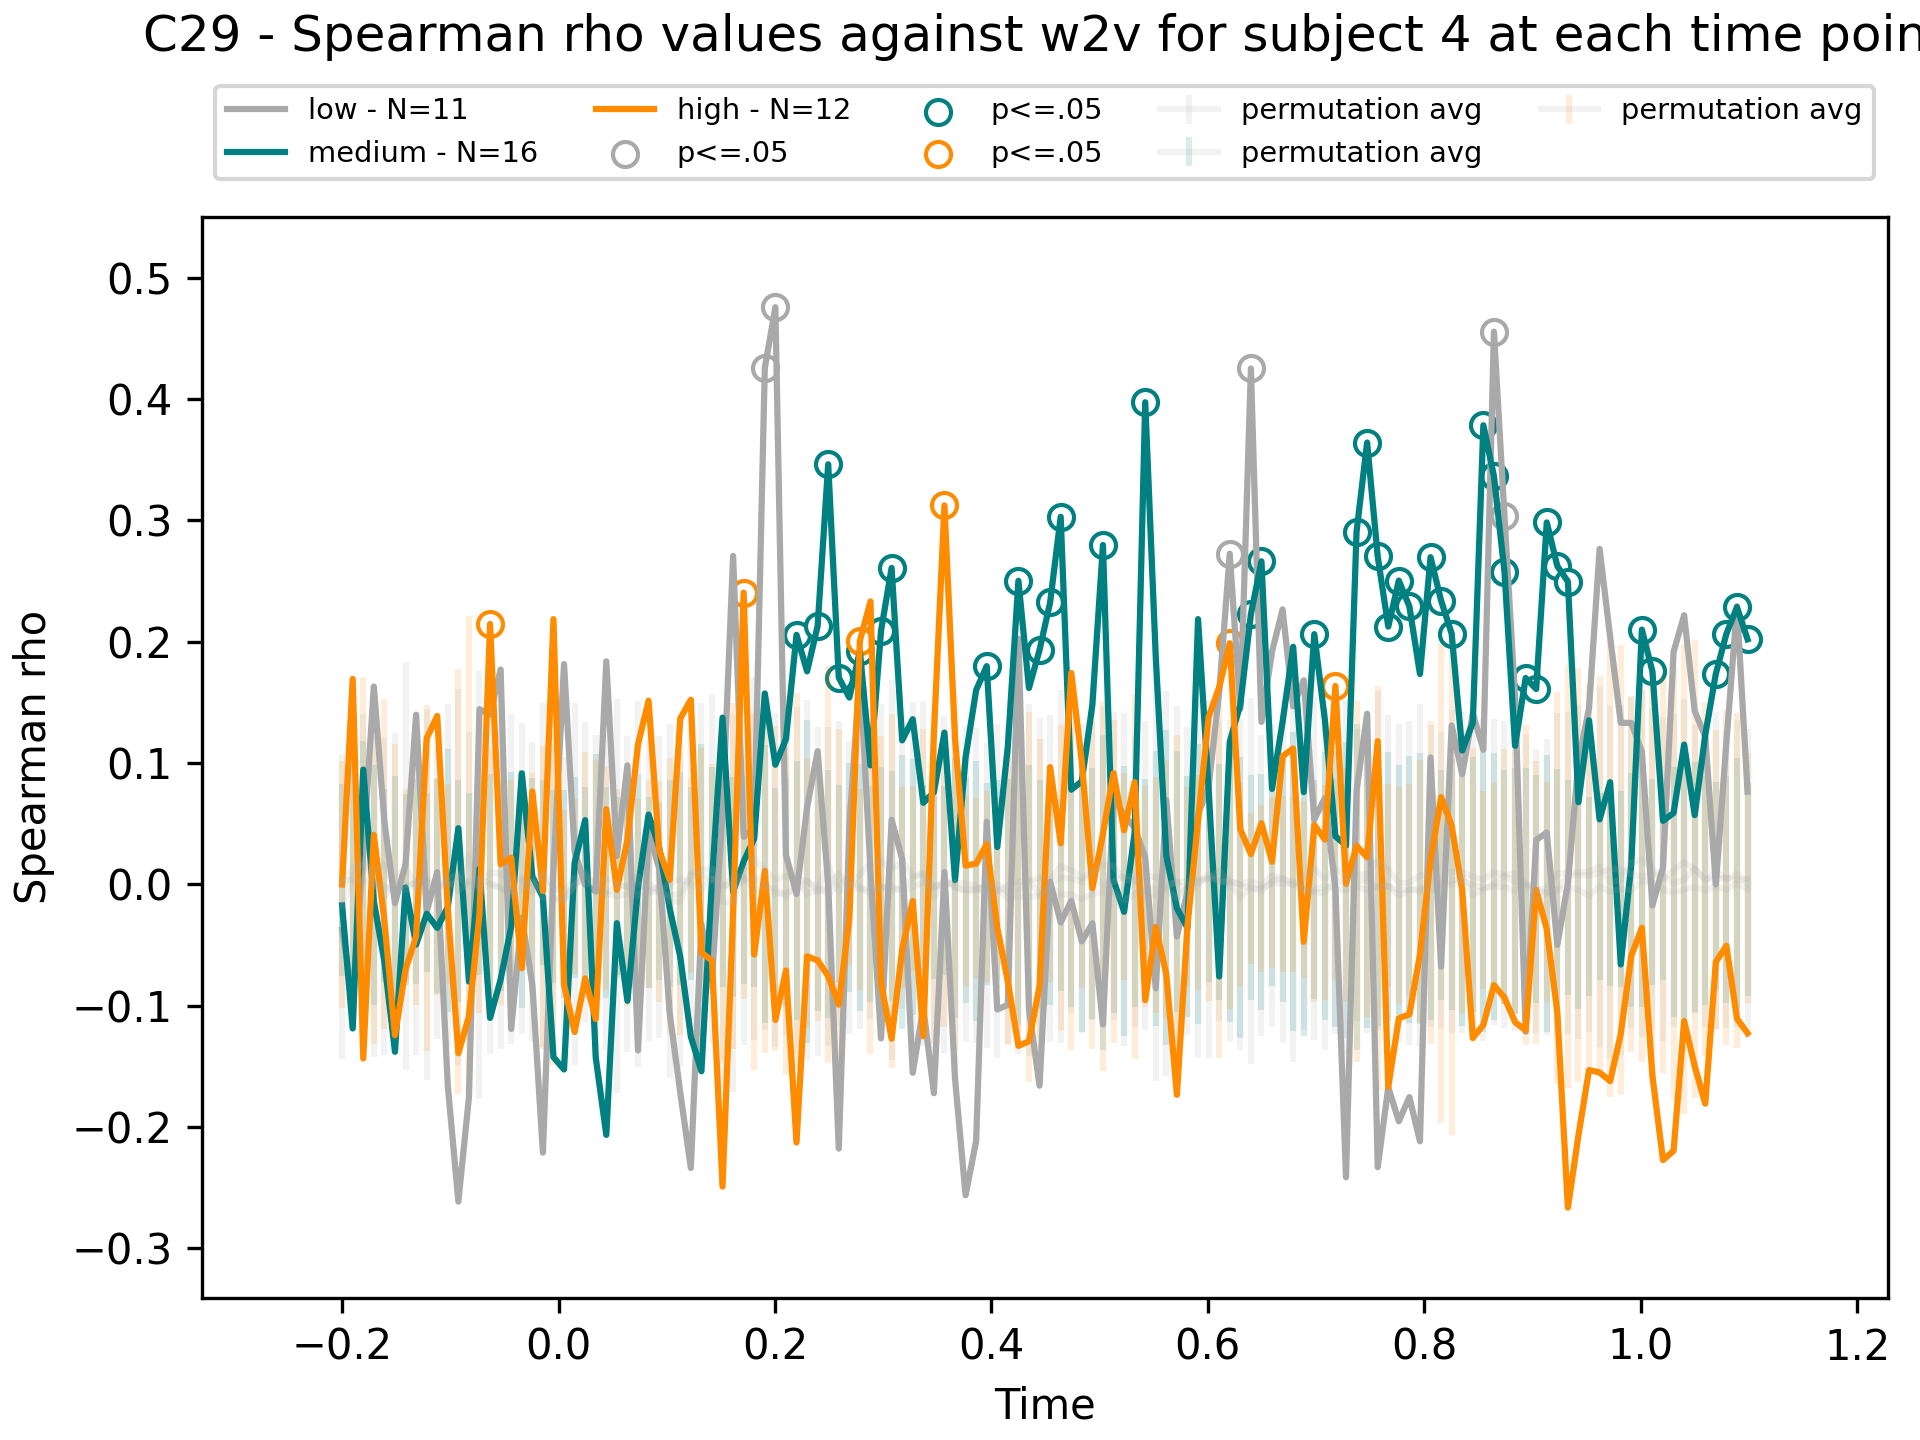 C29 - Spearman rho values against w2v for subject 4 at each time poin
low - N=11
medium - N=16
high - N=12
p<=.05
p<=.05
p<=.05
permutation avg
permutation avg
permutation avg
Spearman rho
0.5
0.4
0.3
0.2
0.1
0.0
−0.1
−0.2
−0.3
−0.2
0.0
0.2
0.4
0.6
0.8
1.0
1.2
Time